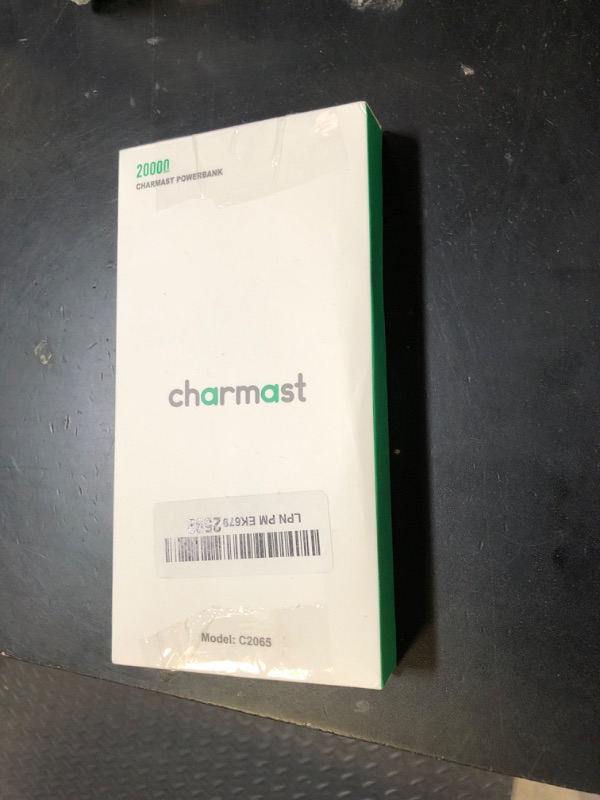 20000
CHARMAST POWERBANK
charmast
LPN PM EK679
Model: C2065